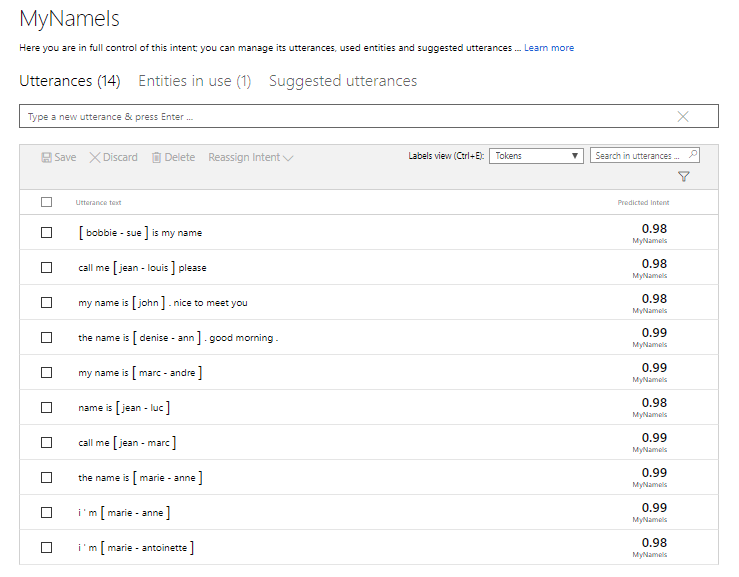 MyNameIs
Here you are in full control of this intent; you can manage its utterances, used entities and suggested utterances ... Learn more
Utterances (14) Entities in use (1) Suggested utterances
Type a new utterance & press Enter ...
Save Discard Delete Reassign Intent Labels view (Ctrl+E): Tokens Search in utterances ...
Utterance text Predicted Intent
[ bobbie - sue ] is my name 0.98
MyNameIs
call me [ jean - louis ] please 0.98
MyNameIs
my name is [ john ] . nice to meet you 0.98
MyNameIs
the name is [ denise - ann ] . good morning . 0.99
MyNameIs
my name is [ marc - andre ] 0.99
MyNameIs
name is [ jean - luc ] 0.98
MyNameIs
call me [ jean - marc ] 0.99
MyNameIs
the name is [ marie - anne ] 0.99
MyNameIs
i ' m [ marie - anne ] 0.99
MyNameIs
i ' m [ marie - antoinette ] 0.98
MyNameIs